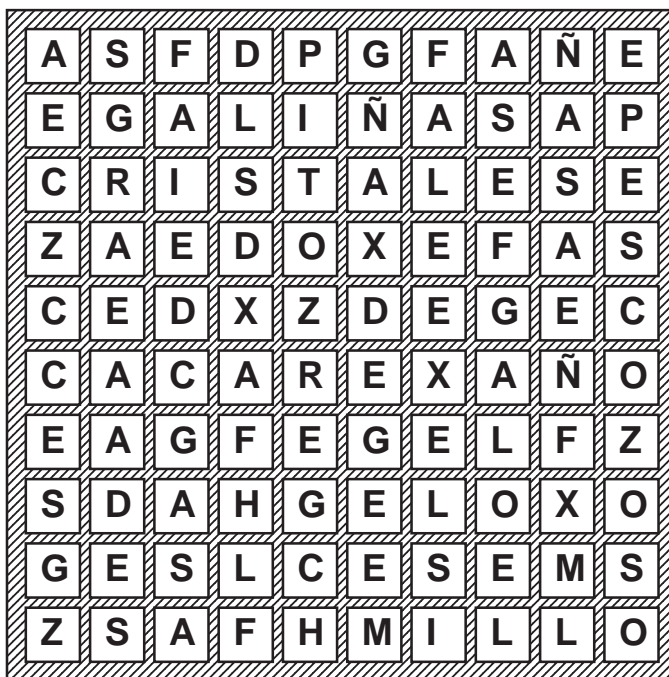 A S F D P G F A Ñ E
E G A L I Ñ A S A P
C R I S T A L E S E
Z A E D O X E F A S
C E D X Z D E G E C
C A C A R E X A Ñ O
E A G F E G E L F Z
S D A H G E L O X O
G E S L C E S E M S
Z S A F H M I L L O